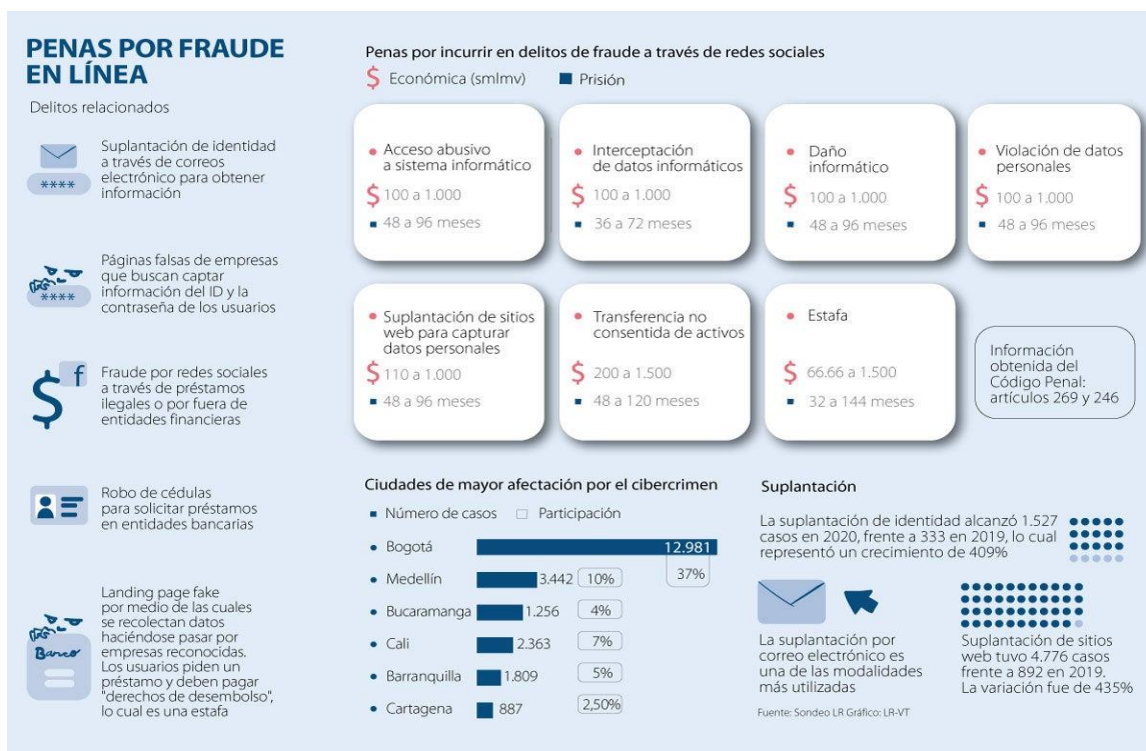 PENAS POR FRAUDE
EN LÍNEA
Delitos relacionados
Suplantación de identidad
a través de correos
electrónico para obtener
información
****
Páginas falsas de empresas
que buscan captar
información del ID y la
contraseña de los usuarios
****
Fraude por redes sociales
a través de préstamos
ilegales o por fuera de
entidades financieras
$ f
Robo de cédulas
para solicitar préstamos
en entidades bancarias
Landing page fake
por medio de las cuales
se recolectan datos
haciéndose pasar por
empresas reconocidas.
Los usuarios piden un
préstamo y deben pagar
"derechos de desembolso",
lo cual es una estafa
Banco
Penas por incurrir en delitos de fraude a través de redes sociales
$ Económica (smlmv) Prisión
Acceso abusivo
a sistema informático
$ 100 a 1.000
48 a 96 meses
Interceptación
de datos informáticos
$ 100 a 1.000
36 a 72 meses
Daño
informático
$ 100 a 1.000
48 a 96 meses
Violación de datos
personales
$ 100 a 1.000
48 a 96 meses
Suplantación de sitios
web para capturar
datos personales
$ 110 a 1.000
48 a 96 meses
Transferencia no
consentida de activos
$ 200 a 1.500
48 a 120 meses
Estafa
$ 66.66 a 1.500
32 a 144 meses
Información
obtenida del
Código Penal:
artículos 269 y 246
Ciudades de mayor afectación por el cibercrimen
Número de casos Participación
Bogotá 12.981 37%
Medellín 3.442 10%
Bucaramanga 1.256 4%
Cali 2.363 7%
Barranquilla 1.809 5%
Cartagena 887 2,50%
Suplantación
La suplantación de identidad alcanzó 1.527
casos en 2020, frente a 333 en 2019, lo cual
representó un crecimiento de 409%
La suplantación por
correo electrónico es
una de las modalidades
más utilizadas
Suplantación de sitios
web tuvo 4.776 casos
frente a 892 en 2019.
La variación fue de 435%
Fuente: Sondeo LR Gráfico: LR-VT